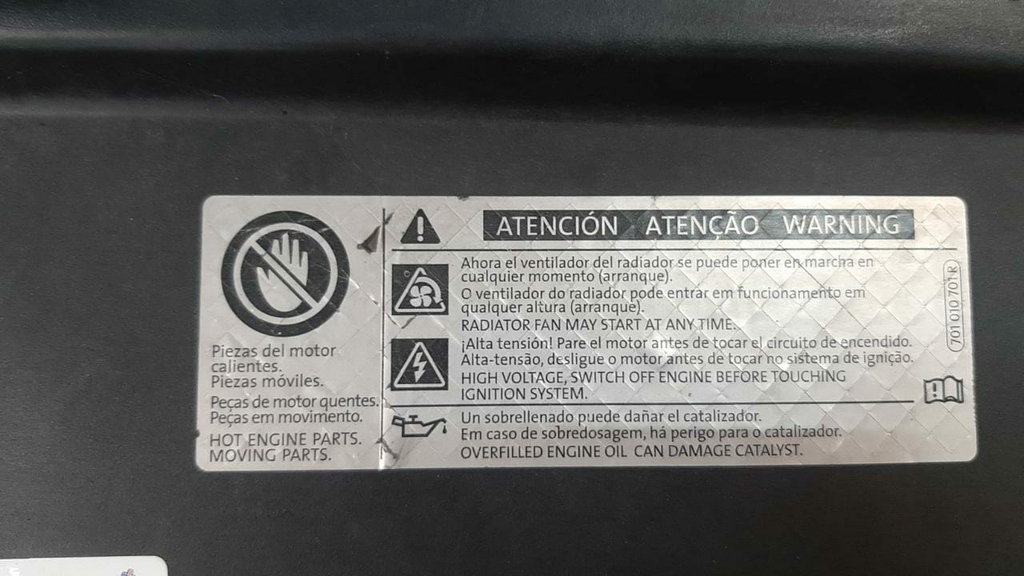 ATENCIÓN ATENÇÃO WARNING
Piezas del motor
calientes.
Piezas móviles.
Peças de motor quentes.
Peças em movimento.
HOT ENGINE PARTS.
MOVING PARTS.
Ahora el ventilador del radiador se puede poner en marcha en
cualquier momento (arranque).
O ventilador do radiador pode entrar em funcionamento em
qualquer altura (arranque).
RADIATOR FAN MAY START AT ANY TIME.
¡Alta tensión! Pare el motor antes de tocar el circuito de encendido.
Alta-tensão, desligue o motor antes de tocar no sistema de ignição.
HIGH VOLTAGE, SWITCH OFF ENGINE BEFORE TOUCHING
IGNITION SYSTEM.
Un sobrellenado puede dañar el catalizador.
Em caso de sobredosagem, há perigo para o catalizador.
OVERFILLED ENGINE OIL CAN DAMAGE CATALYST.
701 010 701 R